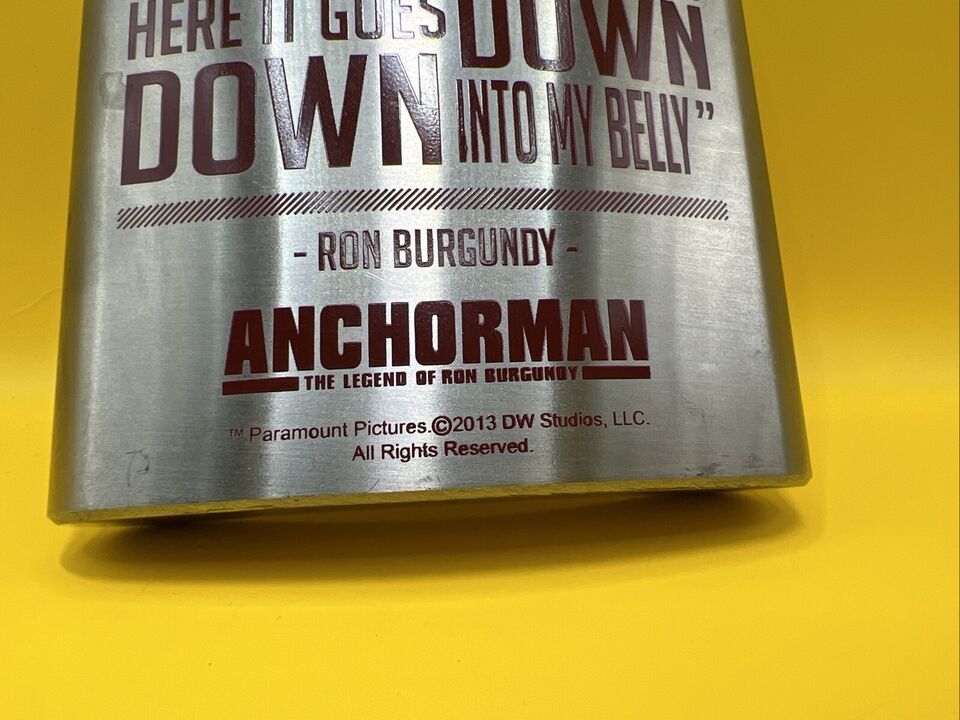 HERE IT GOES DOWN
DOWN INTO MY BELLY”
- RON BURGUNDY -
ANCHORMAN
THE LEGEND OF RON BURGUNDY
™ Paramount Pictures.©2013 DW Studios, LLC.
All Rights Reserved.